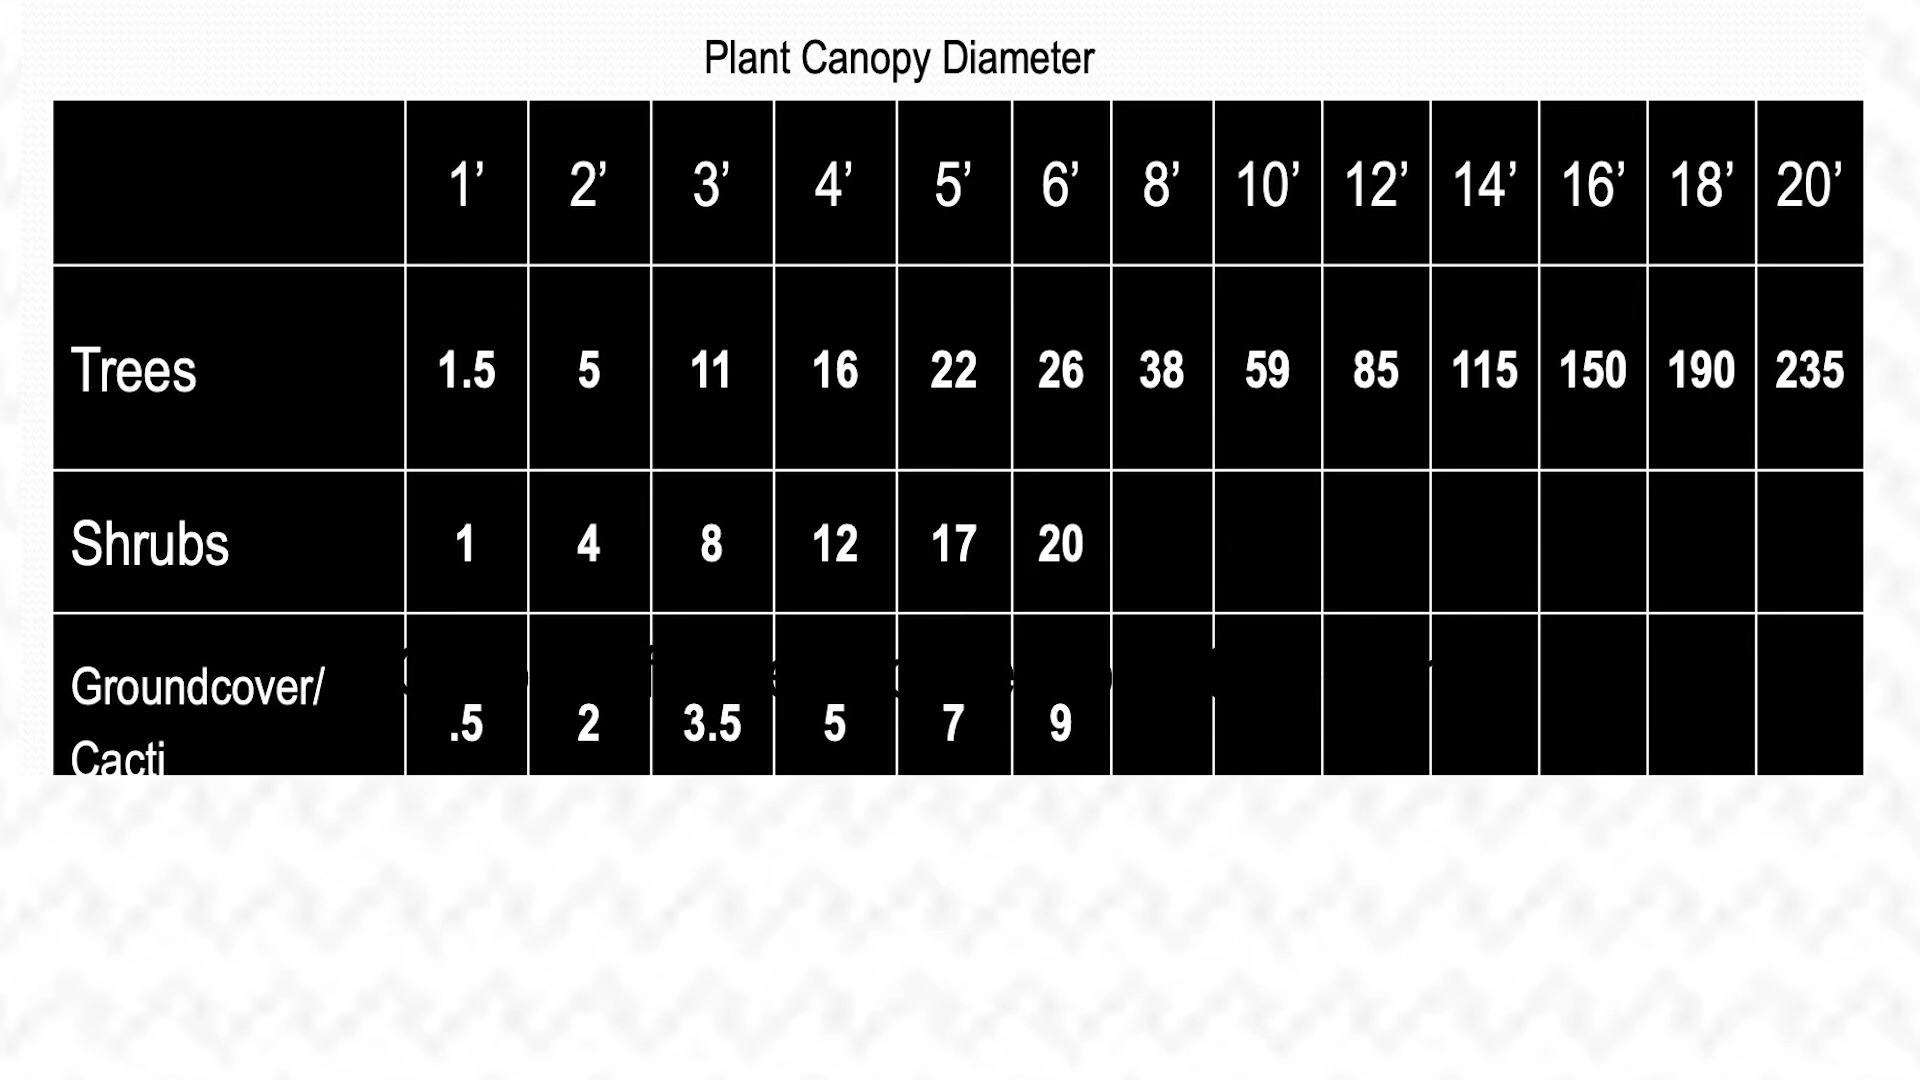 Plant Canopy Diameter
1’ 2’ 3’ 4’ 5’ 6’ 8’ 10’ 12’ 14’ 16’ 18’ 20’
Trees 1.5 5 11 16 22 26 38 59 85 115 150 190 235
Shrubs 1 4 8 12 17 20
Groundcover/
.5 2 3.5 5 7 9
Cacti